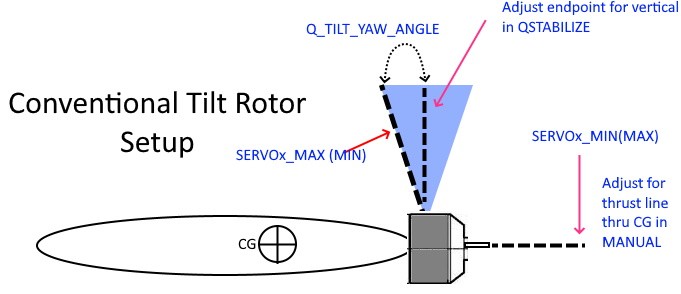 Adjust endpoint for vertical
in QSTABILIZE
Q_TILT_YAW_ANGLE
Conventional Tilt Rotor
Setup
SERVOx_MAX (MIN)
SERVOx_MIN(MAX)
Adjust for
thrust line
thru CG in
MANUAL
CG